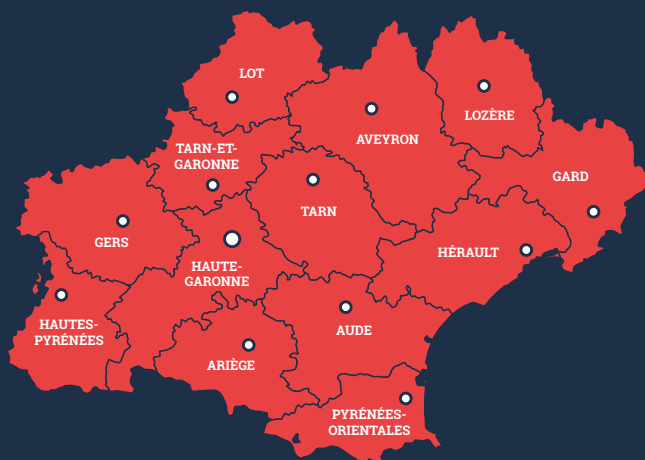 LOT
LOZÈRE
AVEYRON
TARN-ET-
GARONNE
GARD
TARN
GERS
HÉRAULT
HAUTE-
GARONNE
HAUTES-
PYRÉNÉES
AUDE
ARIÈGE
PYRÉNÉES-
ORIENTALES